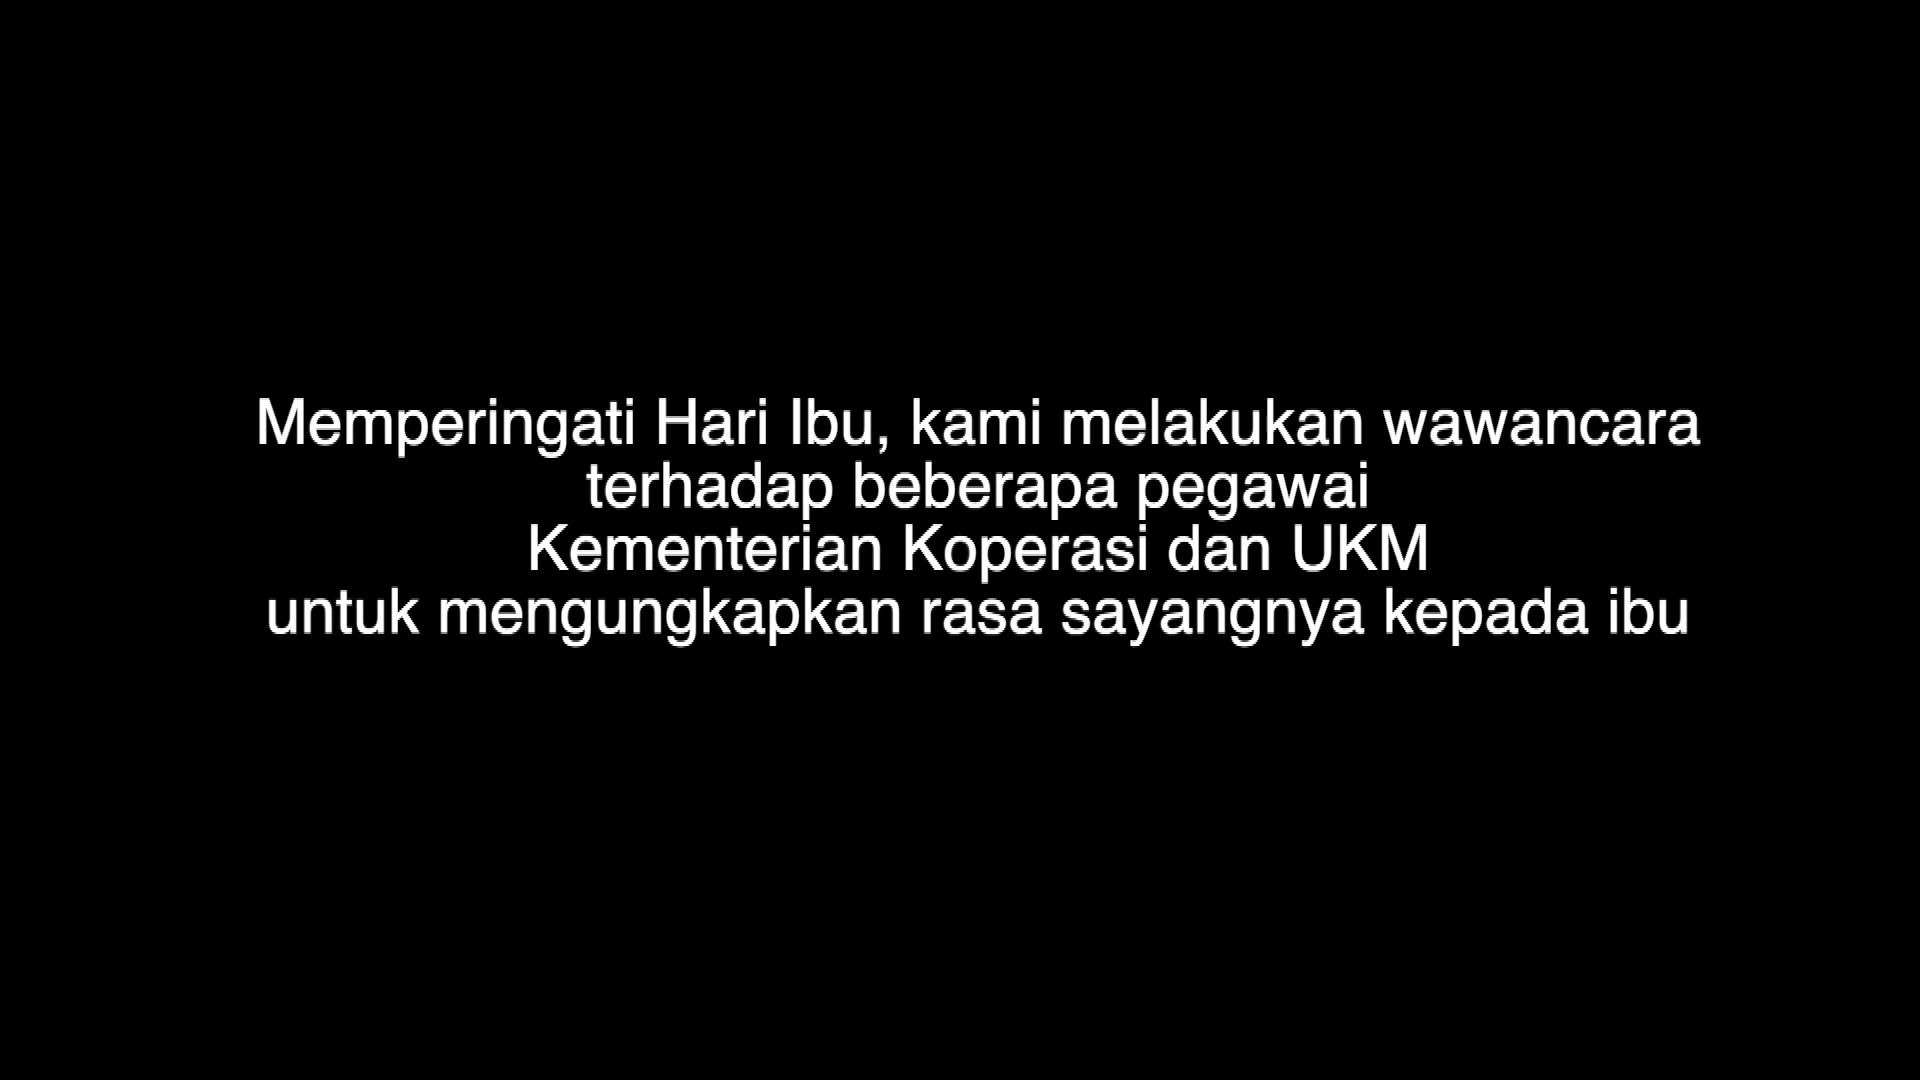 Memperingati Hari Ibu, kami melakukan wawancara
terhadap beberapa pegawai
Kementerian Koperasi dan UKM
untuk mengungkapkan rasa sayangnya kepada ibu